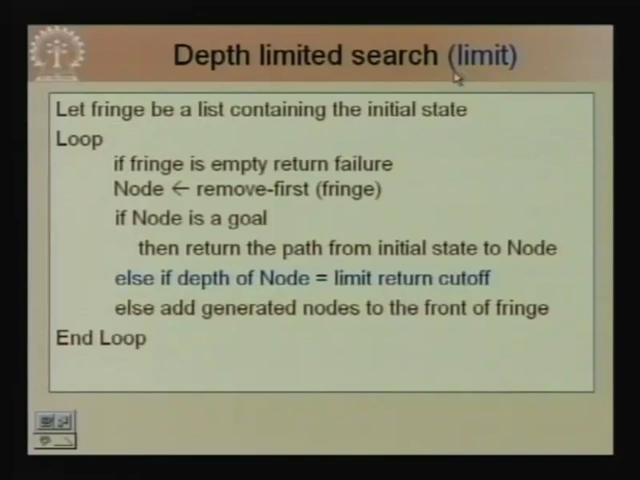 Depth limited search (limit)
Let fringe be a list containing the initial state
Loop
if fringe is empty return failure
Node ← remove-first (fringe)
if Node is a goal
then return the path from initial state to Node
else if depth of Node = limit return cutoff
else add generated nodes to the front of fringe
End Loop